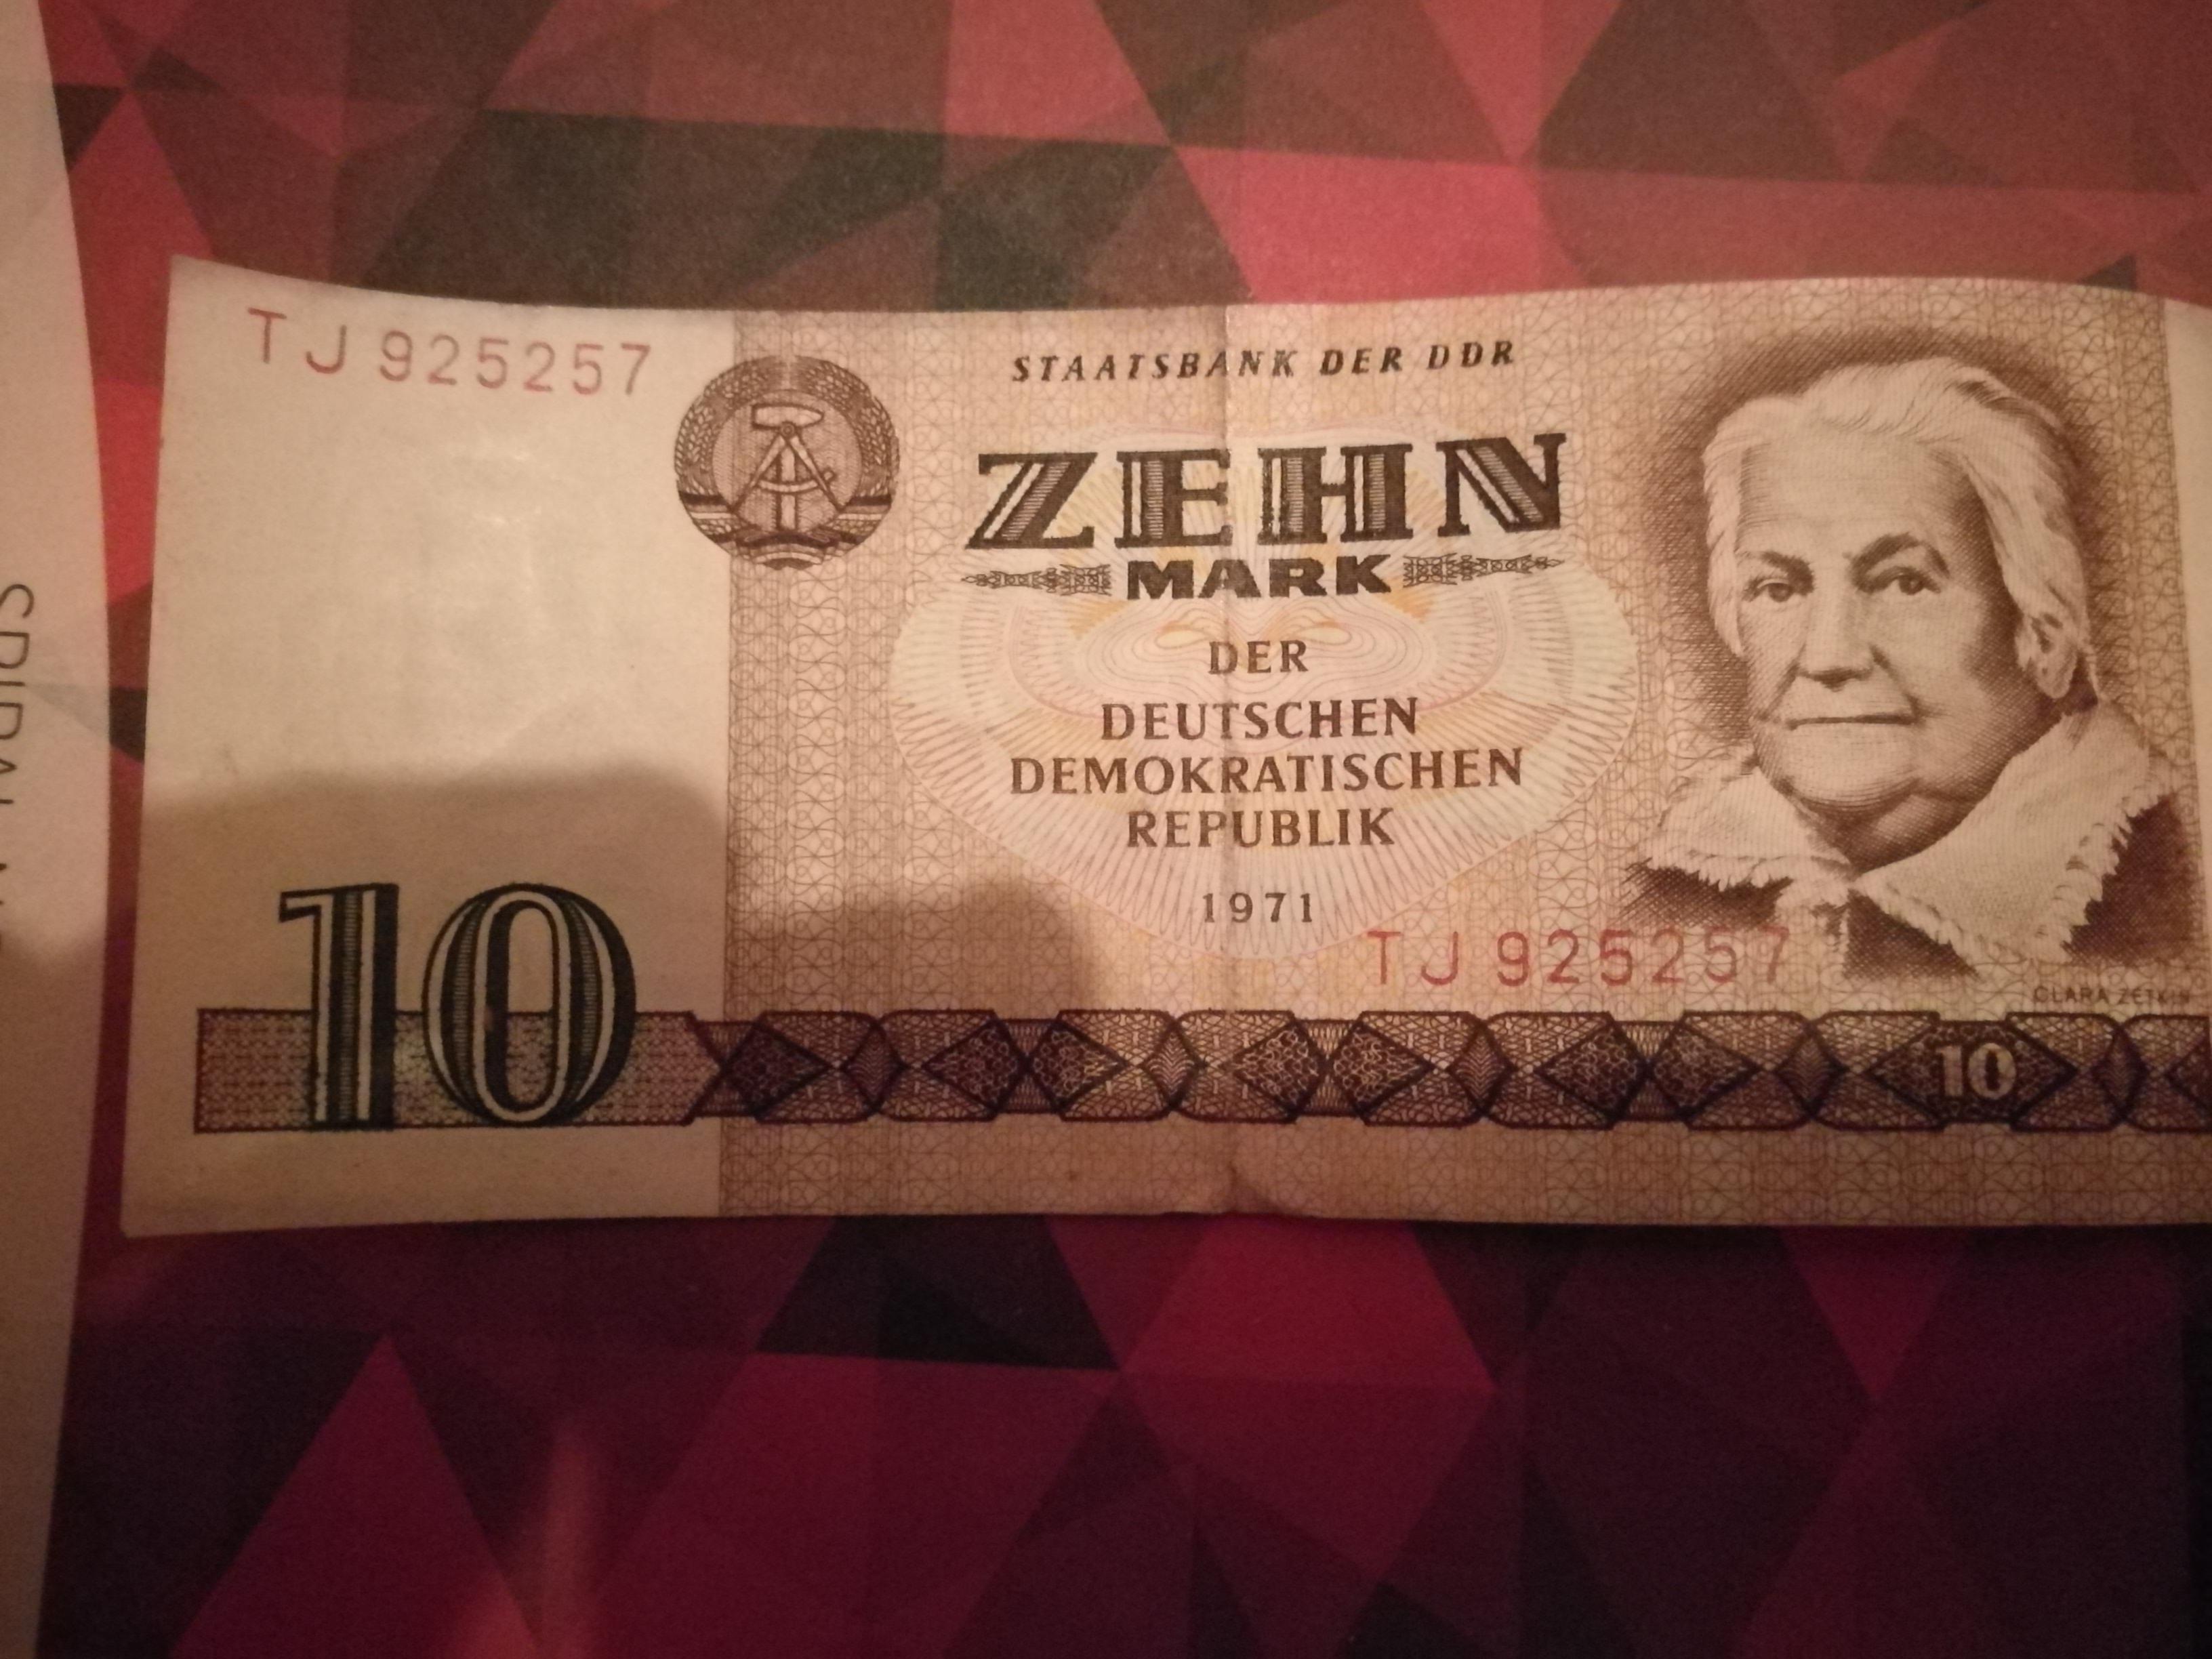 TJ 925257
STAATSBANK DER DDR
ZEHN
MARK
DER
DEUTSCHEN
DEMOKRATISCHEN
REPUBLIK
1971
TJ 925257
CLARA ZETKIN
10
10